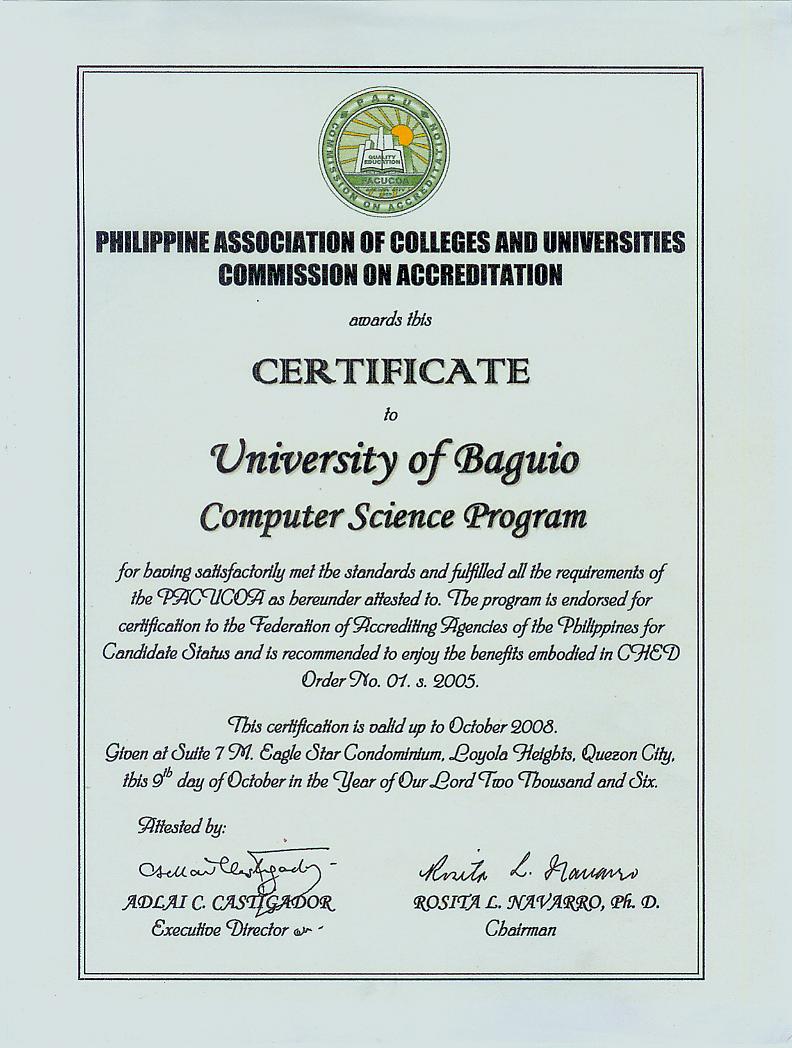 PACU
COMMISSION ON ACCREDITATION
QUALITY
EDUCATION
PACUCOA
PHILIPPINE ASSOCIATION OF COLLEGES AND UNIVERSITIES
COMMISSION ON ACCREDITATION
awards this
CERTIFICATE
to
University of Baguio
Computer Science Program
for having satisfactorily met the standards and fulfilled all the requirements of
the PACUCOA as hereunder attested to. The program is endorsed for
certification to the Federation of Accrediting Agencies of the Philippines for
Candidate Status and is recommended to enjoy the benefits embodied in CHED
Order No. 01. s. 2005.
This certification is valid up to October 2008.
Given at Suite 7 M. Eagle Star Condominium, Loyola Heights, Quezon City,
this 9th day of October in the Year of Our Lord Two Thousand and Six.
Attested by:
Rosita L. Navarro
ADLAI C. CASTIGADOR
ROSITA L. NAVARRO, Ph. D.
Executive Director
Chairman